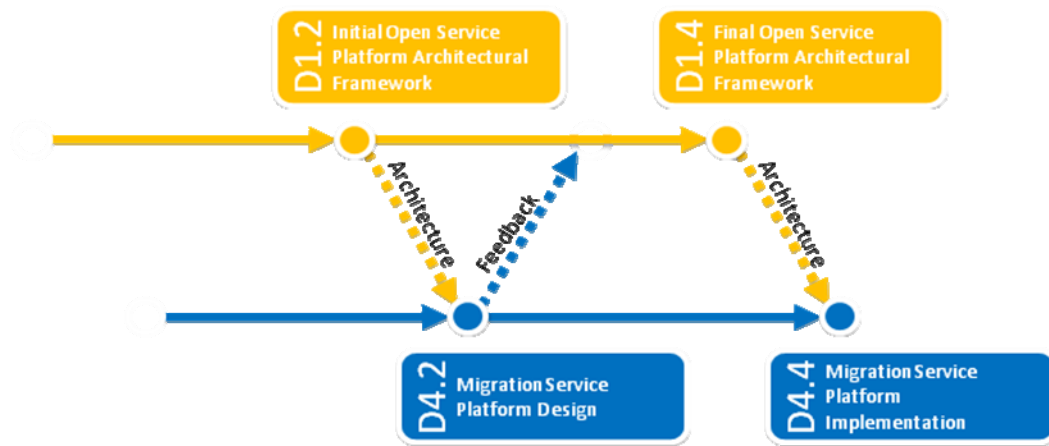 D1.2
Initial Open Service
Platform Architectural
Framework
D1.4
Final Open Service
Platform Architectural
Framework
Architecture
Feedback
Architecture
D4.2
Migration Service
Platform Design
D4.4
Migration Service
Platform
Implementation